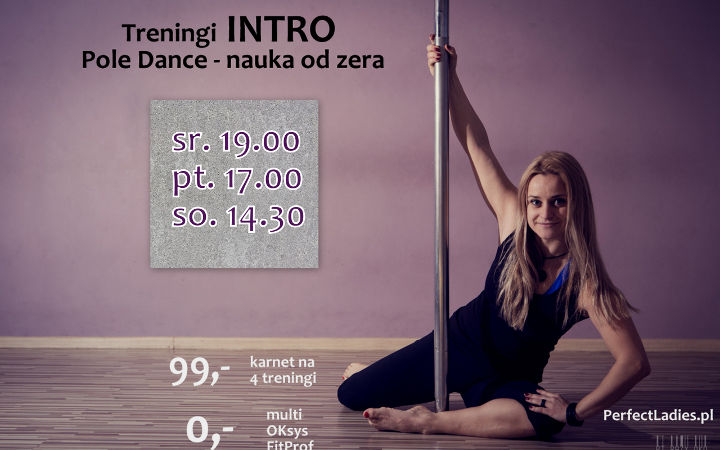 Treningi INTRO
Pole Dance - nauka od zera
sr. 19.00
pt. 17.00
so. 14.30
99,- karnet na
4 treningi
0,- multi
OKsys
FitProf
PerfectLadies.pl